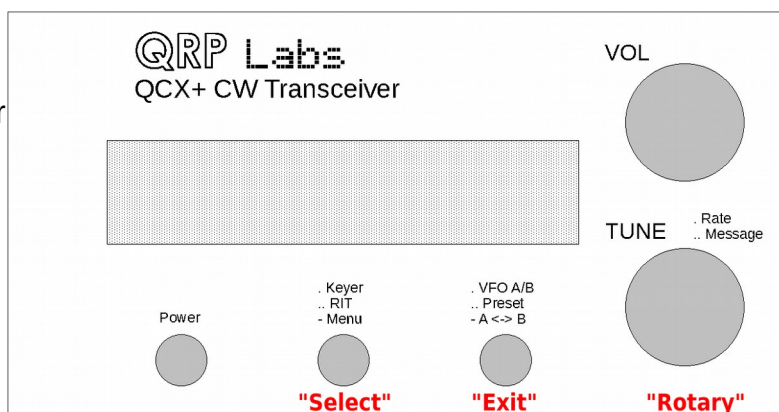 QRP Labs
QCX+ CW Transceiver
VOL
r
TUNE
. Rate
.. Message
Power
. Keyer
.. RIT
- Menu
. VFO A/B
.. Preset
- A <-> B
"Select"
"Exit"
"Rotary"